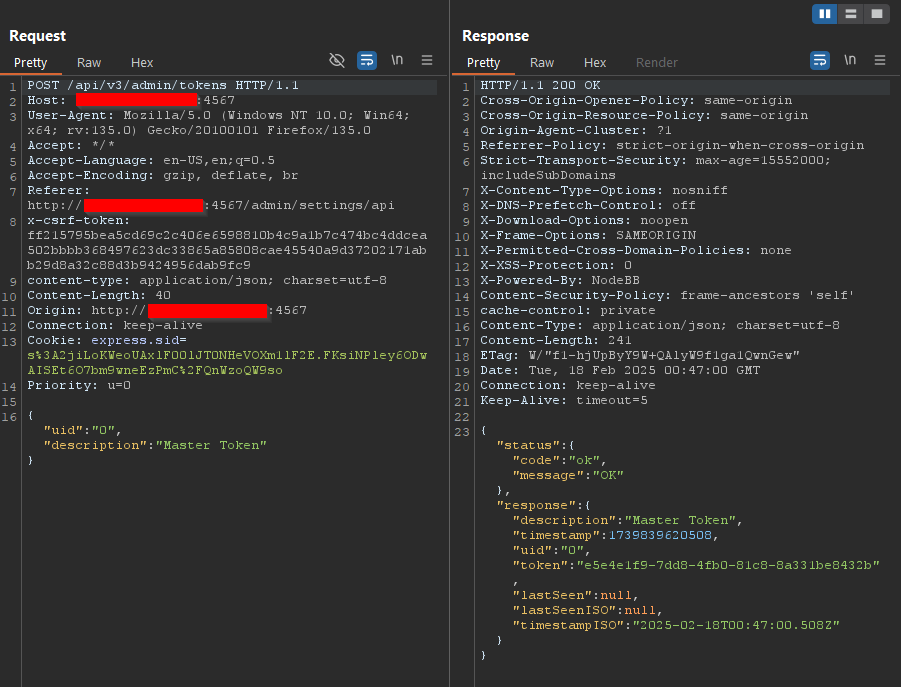 Request
Pretty Raw Hex \n
1 POST /api/v3/admin/tokens HTTP/1.1
2 Host: :4567
3 User-Agent: Mozilla/5.0 (Windows NT 10.0; Win64;
x64; rv:135.0) Gecko/20100101 Firefox/135.0
4 Accept: */*
5 Accept-Language: en-US,en;q=0.5
6 Accept-Encoding: gzip, deflate, br
7 Referer:
http:// :4567/admin/settings/api
8 x-csrf-token:
ff215795bea5cd69c2c406e6598810b4c9a1b7c474bc4ddcea
502bbbb368497623dc33865a85808cae45540a9d37202171ab
b29d8a32c88d3b9424956dab9fc9
9 content-type: application/json; charset=utf-8
10 Content-Length: 40
11 Origin: http:// :4567
12 Connection: keep-alive
13 Cookie: express.sid=
14 Priority: u=0
15
16 {
"uid":"0",
"description":"Master Token"
}
Response
Pretty Raw Hex Render \n
1 HTTP/1.1 200 OK
2 Cross-Origin-Opener-Policy: same-origin
3 Cross-Origin-Resource-Policy: same-origin
4 Origin-Agent-Cluster: ?1
5 Referrer-Policy: strict-origin-when-cross-origin
6 Strict-Transport-Security: max-age=15552000;
includeSubDomains
7 X-Content-Type-Options: nosniff
8 X-DNS-Prefetch-Control: off
9 X-Download-Options: noopen
10 X-Frame-Options: SAMEORIGIN
11 X-Permitted-Cross-Domain-Policies: none
12 X-XSS-Protection: 0
13 X-Powered-By: NodeBB
14 Content-Security-Policy: frame-ancestors 'self'
15 cache-control: private
16 Content-Type: application/json; charset=utf-8
17 Content-Length: 241
18 ETag: W/"f1-hjUpByY9W+QAlyW9flga1QwnGew"
19 Date: Tue, 18 Feb 2025 00:47:00 GMT
20 Connection: keep-alive
21 Keep-Alive: timeout=5
22
23 {
"status":{
"code":"ok",
"message":"OK"
},
"response":{
"description":"Master Token",
"timestamp":1739839620508,
"uid":"0",
"token":"e5e4e1f9-7dd8-4fb0-81c8-8a331be8432b"
,
"lastSeen":null,
"lastSeenISO":null,
"timestampISO":"2025-02-18T00:47:00.508Z"
}
}